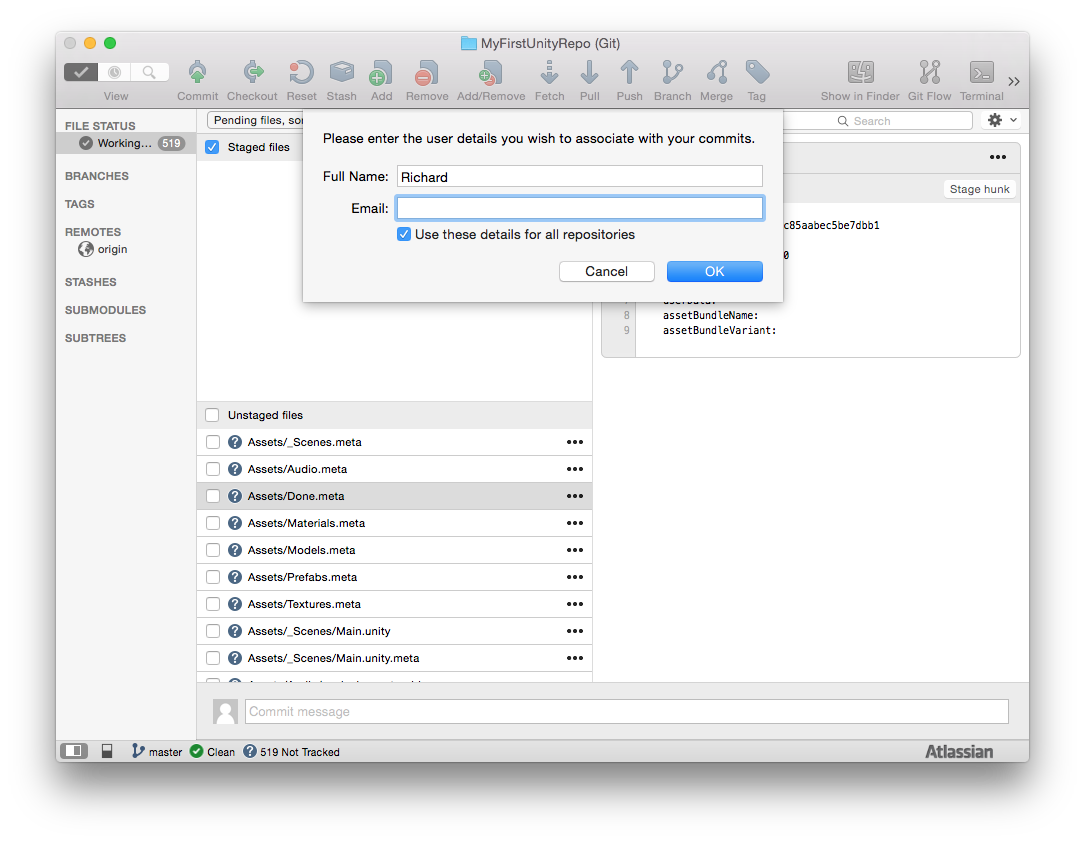 MyFirstUnityRepo (Git)
View Commit Checkout Reset Stash Add Remove Add/Remove Fetch Pull Push Branch Merge Tag Show in Finder Git Flow Terminal
FILE STATUS
Working... 519
BRANCHES
TAGS
REMOTES
origin
STASHES
SUBMODULES
SUBTREES
Pending files,
Search
Staged files
Please enter the user details you wish to associate with your commits.
Full Name: Richard
Email:
Use these details for all repositories
Cancel OK
Stage hunk
c85aabec5be7dbb1
0
8 assetBundleName:
9 assetBundleVariant:
Unstaged files
Assets/_Scenes.meta
Assets/Audio.meta
Assets/Done.meta
Assets/Materials.meta
Assets/Models.meta
Assets/Prefabs.meta
Assets/Textures.meta
Assets/_Scenes/Main.unity
Assets/_Scenes/Main.unity.meta
Commit message
master Clean 519 Not Tracked
Atlassian